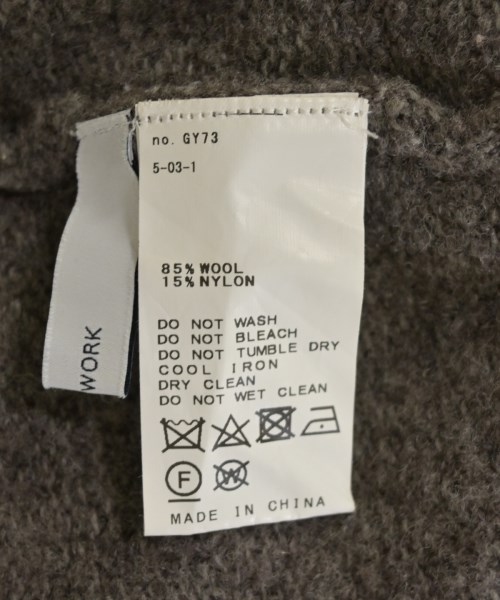 no. GY73
5-03-1
85% WOOL
15% NYLON
DO NOT WASH
DO NOT BLEACH
DO NOT TUMBLE DRY
COOL IRON
DRY CLEAN
DO NOT WET CLEAN
F W
MADE IN CHINA
WORK